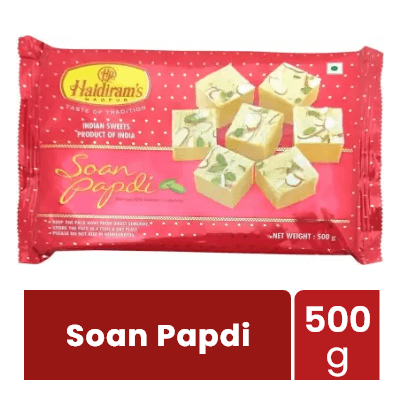 Haldiram's
NAGPUR
A TASTE OF TRADITION
INDIAN SWEETS
PRODUCT OF INDIA
Soan
Papdi
NET WEIGHT : 500 g
Soan Papdi
500
g